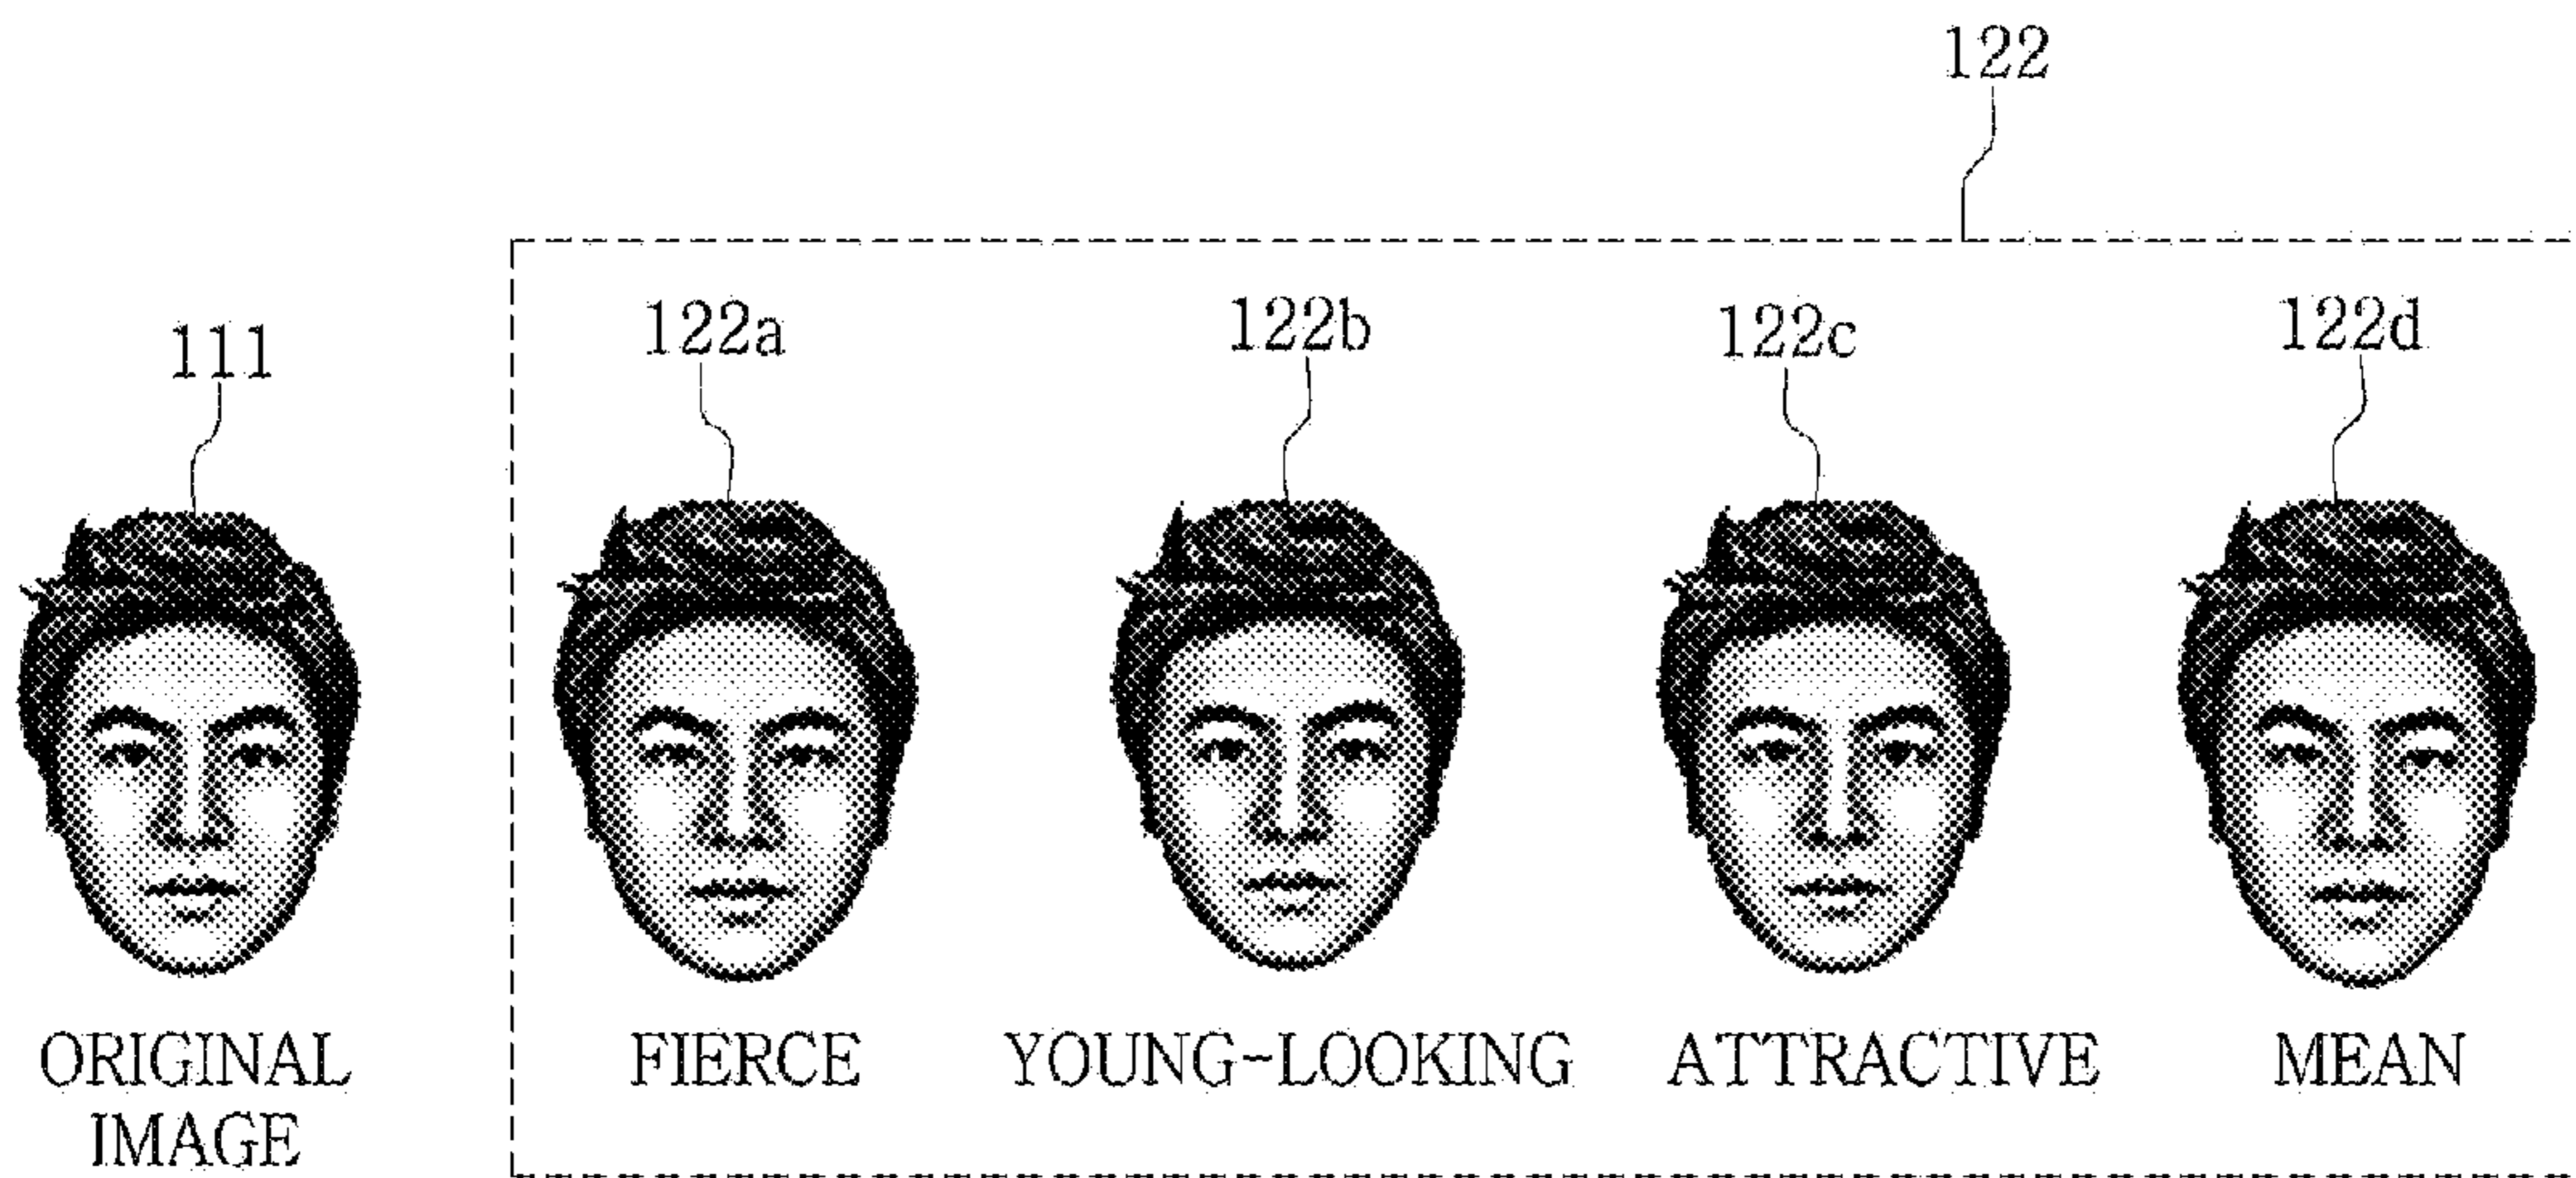 122
111
122a
122b
122c
122d
ORIGINAL
IMAGE
FIERCE
YOUNG-LOOKING
ATTRACTIVE
MEAN